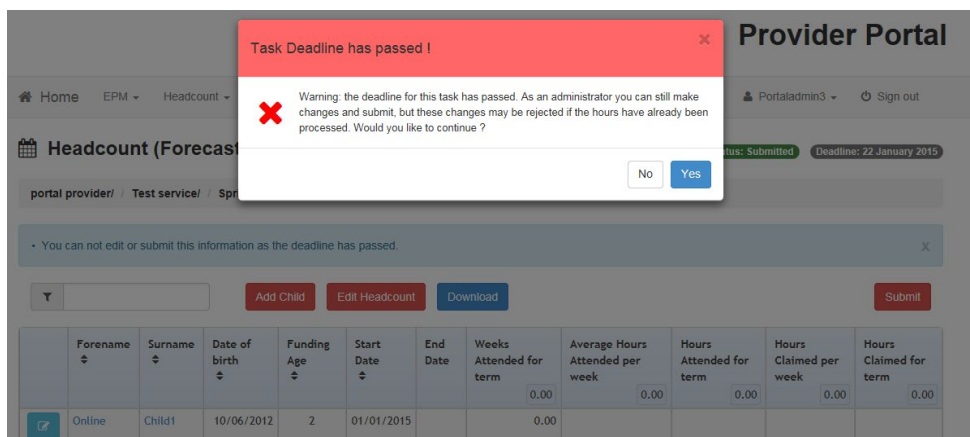 Provider Portal
Task Deadline has passed !
×
Home EPM Headcount Portaladmin3 Sign out
Warning: the deadline for this task has passed. As an administrator you can still make
changes and submit, but these changes may be rejected if the hours have already been
processed. Would you like to continue ?
No Yes
Headcount (Forecast Submitted Deadline: 22 January 2015
portal provider/ / Test service/ / Spr
• You can not edit or submit this information as the deadline has passed. X
Add Child Edit Headcount Download Submit
Forename Surname Date of Funding Start End Weeks Average Hours Hours Hours Hours
birth Age Date Date Attended for Attended per Attended for Claimed per Claimed for
term week term week term
0.00 0.00 0.00 0.00 0.00
Online Child1 10/06/2012 2 01/01/2015 0.00